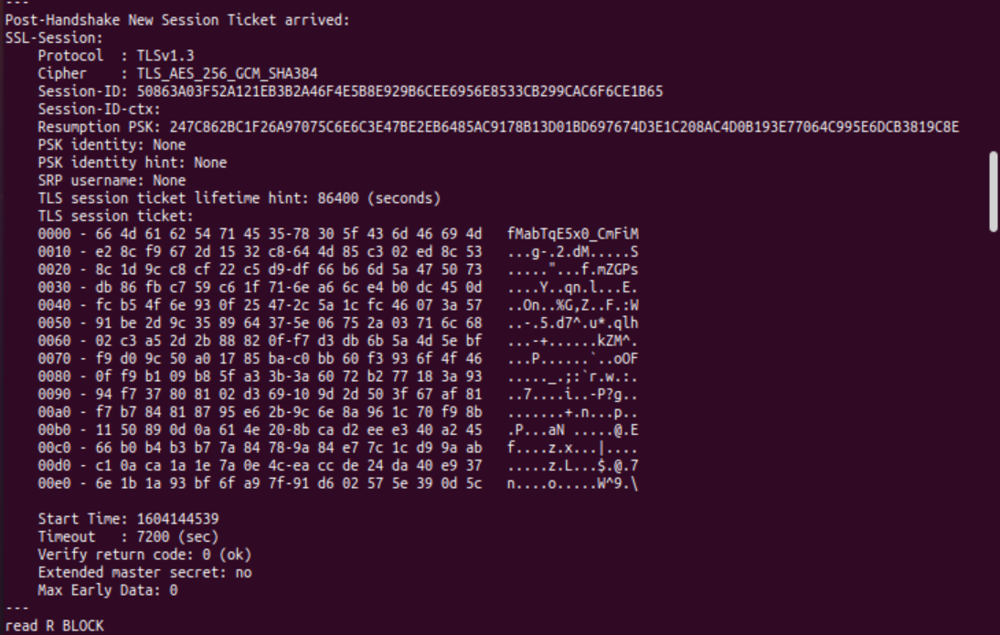 ---
Post-Handshake New Session Ticket arrived:
SSL-Session:
    Protocol  : TLSv1.3
    Cipher    : TLS_AES_256_GCM_SHA384
    Session-ID: 50863A03F52A121EB3B2A46F4E5B8E929B6CEE6956E8533CB299CAC6F6CE1B65
    Session-ID-ctx:
    Resumption PSK: 247C862BC1F26A97075C6E6C3E47BE2EB6485AC9178B13D01BD697674D3E1C208AC4D0B193E77064C995E6DCB3819C8E
    PSK identity: None
    PSK identity hint: None
    SRP username: None
    TLS session ticket lifetime hint: 86400 (seconds)
    TLS session ticket:
    0000 - 66 4d 61 62 54 71 45 35-78 30 5f 43 6d 46 69 4d   fMabTqE5x0_CmFiM
    0010 - e2 8c f9 67 2d 15 32 c8-64 4d 85 c3 02 ed 8c 53   ...g-.2.dM.....S
    0020 - 8c 1d 9c c8 cf 22 c5 d9-df 66 b6 6d 5a 47 50 73   ....."...f.mZGPs
    0030 - db 86 fb c7 59 c6 1f 71-6e a6 6c e4 b0 dc 45 0d   ....Y..qn.l...E.
    0040 - fc b5 4f 6e 93 0f 25 47-2c 5a 1c fc 46 07 3a 57   ..On..%G,Z..F.:W
    0050 - 91 be 2d 9c 35 89 64 37-5e 06 75 2a 03 71 6c 68   ..-.5.d7^.u*.qlh
    0060 - 02 c3 a5 2d 2b 88 82 0f-f7 d3 db 6b 5a 4d 5e bf   ...-+......kZM^.
    0070 - f9 d0 9c 50 a0 17 85 ba-c0 bb 60 f3 93 6f 4f 46   ...P......`..oOF
    0080 - 0f f9 b1 09 b8 5f a3 3b-3a 60 72 b2 77 18 3a 93   ....._.;:`r.w.:.
    0090 - 94 f7 37 80 81 02 d3 69-10 9d 2d 50 3f 67 af 81   ..7....i..-P?g..
    00a0 - f7 b7 84 81 87 95 e6 2b-9c 6e 8a 96 1c 70 f9 8b   .......+.n...p..
    00b0 - 11 50 89 0d 0a 61 4e 20-8b ca d2 ee e3 40 a2 45   .P...aN .....@.E
    00c0 - 66 b0 b4 b3 b7 7a 84 78-9a 84 e7 7c 1c d9 9a ab   f....z.x...|....
    00d0 - c1 0a ca 1a 1e 7a 0e 4c-ea cc de 24 da 40 e9 37   .....z.L...$.@.7
    00e0 - 6e 1b 1a 93 bf 6f a9 7f-91 d6 02 57 5e 39 0d 5c   n....o.....W^9.\
    Start Time: 1604144539
    Timeout   : 7200 (sec)
    Verify return code: 0 (ok)
    Extended master secret: no
    Max Early Data: 0
---
read R BLOCK